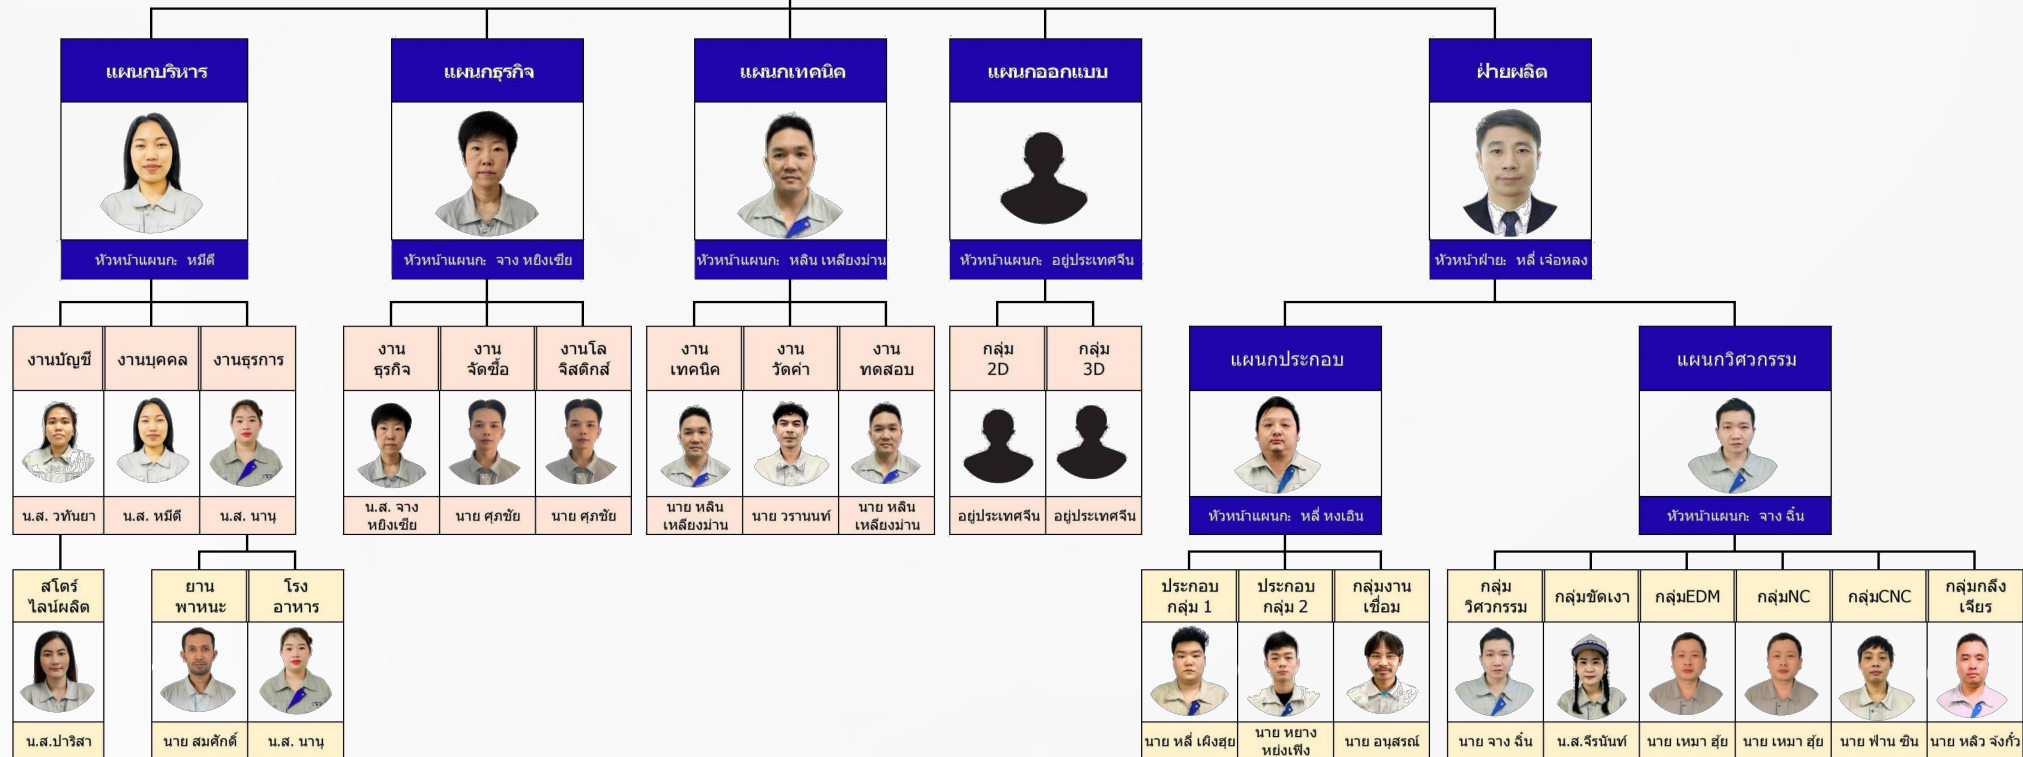 แผนกบริหาร
แผนกธุรกิจ
แผนกเทคนิค
แผนกออกแบบ
ฝ่ายผลิต
หัวหน้าแผนก: หมีดี
หัวหน้าแผนก: จาง หยิงเซีย
หัวหน้าแผนก: หลิน เหลียงม่าน
หัวหน้าแผนก: อยู่ประเทศจีน
หัวหน้าฝ่าย: หลี่ เจ๋อหลง
งานบัญชี
งานบุคคล
งานธุรการ
งาน
ธุรกิจ
งาน
จัดซื้อ
งานโล
จิสติกส์
งาน
เทคนิค
งาน
วัดค่า
งาน
ทดสอบ
กลุ่ม
2D
กลุ่ม
3D
แผนกประกอบ
แผนกวิศวกรรม
น.ส. วทันยา
น.ส. หมีดี
น.ส. นานุ
น.ส. จาง
หยิงเซีย
นาย ศุภชัย
นาย ศุภชัย
นาย หลิน
เหลียงม่าน
นาย วรานนท์
นาย หลิน
เหลียงม่าน
อยู่ประเทศจีน
อยู่ประเทศจีน
หัวหน้าแผนก: หลี่ หงเอิน
หัวหน้าแผนก: จาง ฉิ่น
สโตร์
ไลน์ผลิต
ยาน
พาหนะ
โรง
อาหาร
ประกอบ
กลุ่ม 1
ประกอบ
กลุ่ม 2
กลุ่มงาน
เชื่อม
กลุ่ม
วิศวกรรม
กลุ่มขัดเงา
กลุ่มEDM
กลุ่มNC
กลุ่มCNC
กลุ่มกลึง
เจียร
น.ส.ปาริสา
นาย สมศักดิ์
น.ส. นานุ
นาย หลี่ เผิงฮุย
นาย หยาง
หย่งเฟิง
นาย อนุสรณ์
นาย จาง ฉิ่น
น.ส.จีรนันท์
นาย เหมา ฮุ้ย
นาย เหมา ฮุ้ย
นาย ฟ่าน ซิน
นาย หลิว จังกั๋ว